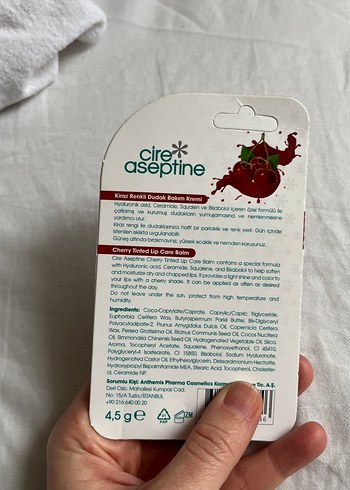 cire
aseptine
Kiraz Renkli Dudak Bakım Kremi
Hyaluronik asid, Ceramide, Squalen ve Bisabolol içeren özel formülü ile
çatlamış ve kurumuş dudakların yumuşamasına ve nemlenmesine
yardımcı olur.
Kiraz rengi ile dudaklarınıza hafif bir parlaklık ve renk verir. Gün içinde
istenilen sıklıkta uygulanabilir.
Güneş altında bırakmayınız, yüksek sıcaklık ve nemden koruyunuz.
Cherry Tinted Lip Care Balm
Cire Aseptine Cherry Tinted Lip Care Balm contains a special formula
with Hyaluronic acid, Ceramide, Squalene, and Bisabolol to help soften
and moisturize dry and chapped lips. It provides a light shine and color to
your lips with a cherry shade. It can be applied as often as desired
throughout the day.
Do not leave under the sun, protect from high temperature and
humidity.
Ingredients: Coco-Caprylate/Caprate, Caprylic/Capric Triglyceride,
Euphorbia Cerifera Wax, Butyrospermum Parkii Butter, Bis-Diglyceryl
Polyacyladipate-2, Prunus Amygdalus Dulcis Oil, Copernicia Cerifera
Wax, Persea Gratissima Oil, Ricinus Communis Seed Oil, Cocos Nucifera
Oil, Simmondsia Chinensis Seed Oil, Hydrogenated Vegetable Oil, Silica,
Aroma, Tocopheryl Acetate, Squalene, Phenoxyethanol, CI 45410,
Polyglyceryl-4 Isostearate, CI 15850, Bisabolol, Sodium Hyaluronate,
Hydrogenated Castor Oil, Ethylhexylglycerin, Disteardimonium Hectorite,
Hydroxypropyl Bispalmitamide MEA, Stearic Acid, Tocopherol, Cholester-
ol, Ceramide NP.
Sorumlu Kişi: Anthemis Pharma Cosmetics Tic. A.Ş.
Deri Osb. Mahallesi Kumpas Cad.
No: 15/A Tuzla/İSTANBUL
+90 216 640 00 20
4,5 g e
PAP
12M